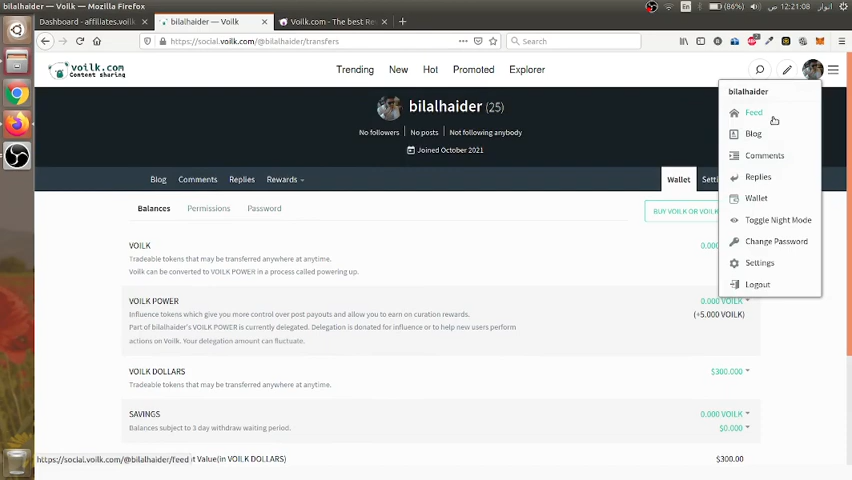 bilalhaider — Voilk - Mozilla Firefox
En
(86%)
12:21:08
انوار
Dashboard - affiliates.voilk
bilalhaider — Voilk
Voilk.com - The best Re
https://social.voilk.com/@bilalhaider/transfers
Search
voilk.com
Content sharing
Trending
New
Hot
Promoted
Explorer
bilalhaider (25)
No followers
No posts
Not following anybody
Joined October 2021
Blog
Comments
Replies
Rewards
Wallet
Setti
Balances
Permissions
Password
BUY VOILK OR VOILK
VOILK
0.000
Tradeable tokens that may be transferred anywhere at anytime.
Voilk can be converted to VOILK POWER in a process called powering up.
VOILK POWER
0.000 VOILK
Influence tokens which give you more control over post payouts and allow you to earn on curation rewards.
(+5.000 VOILK)
Part of bilalhaider's VOILK POWER is currently delegated. Delegation is donated for influence or to help new users perform
actions on Voilk. Your delegation amount can fluctuate.
VOILK DOLLARS
$300.000
Tradeable tokens that may be transferred anywhere at anytime.
SAVINGS
0.000 VOILK
Balances subject to 3 day withdraw waiting period.
$0.000
https://social.voilk.com/@bilalhaider/feed
t Value(in VOILK DOLLARS)
$300.00
bilalhaider
Feed
Blog
Comments
Replies
Wallet
Toggle Night Mode
Change Password
Settings
Logout